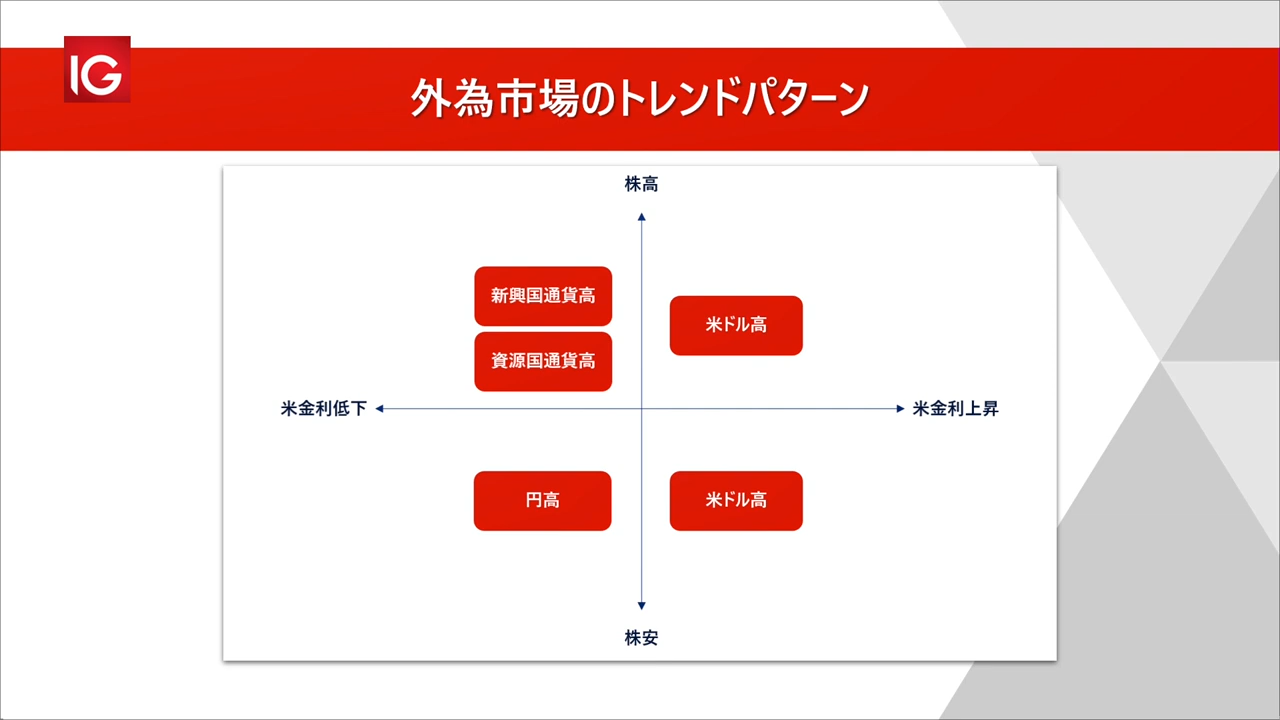 IG
外為市場のトレンドパターン
株高
新興国通貨高
米ドル高
資源国通貨高
米金利低下
米金利上昇
円高
米ドル高
株安